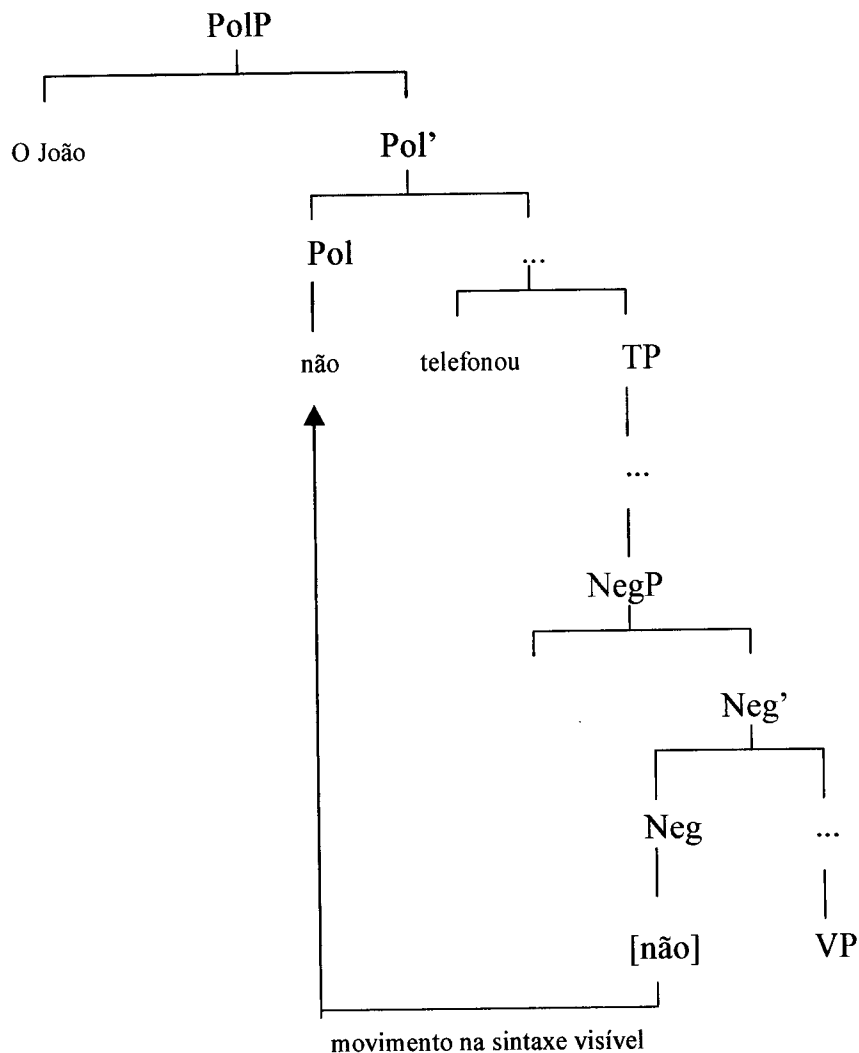 PolP
O João
Pol’
Pol
...
não
telefonou
TP
...
NegP
Neg’
Neg
...
[não]
VP
movimento na sintaxe visível